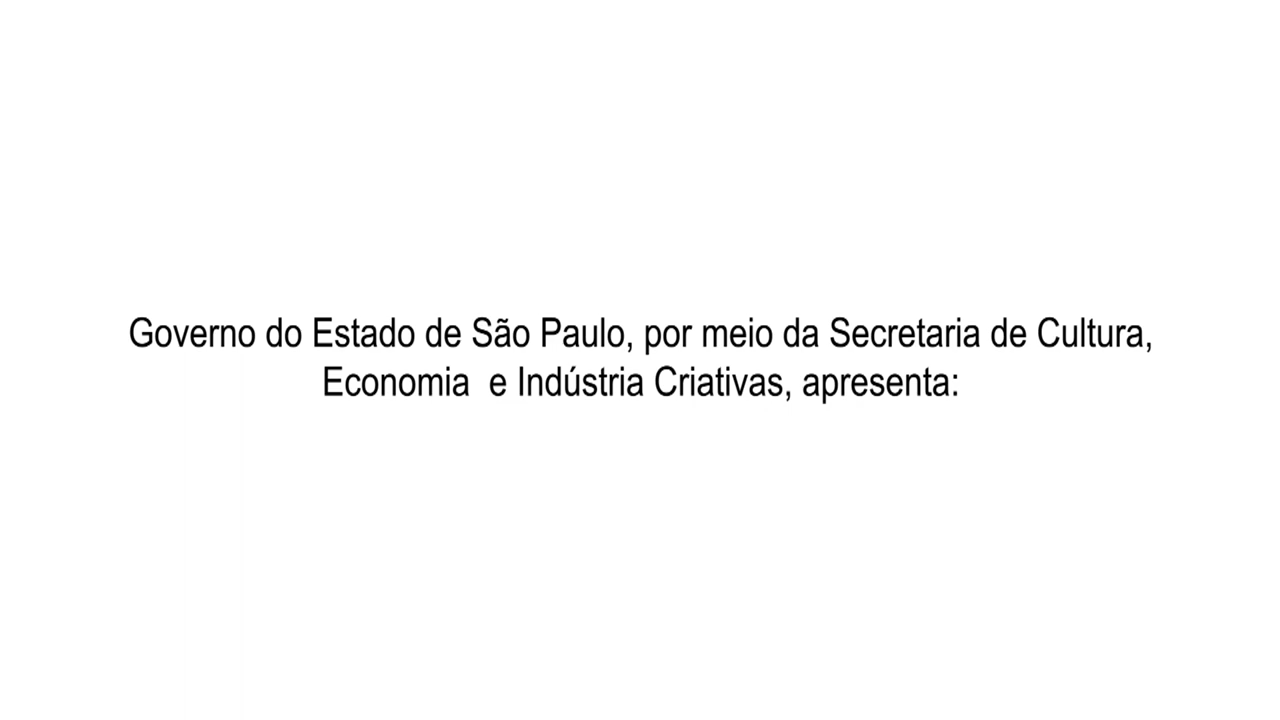 Governo do Estado de São Paulo, por meio da Secretaria de Cultura,
Economia  e Indústria Criativas, apresenta: